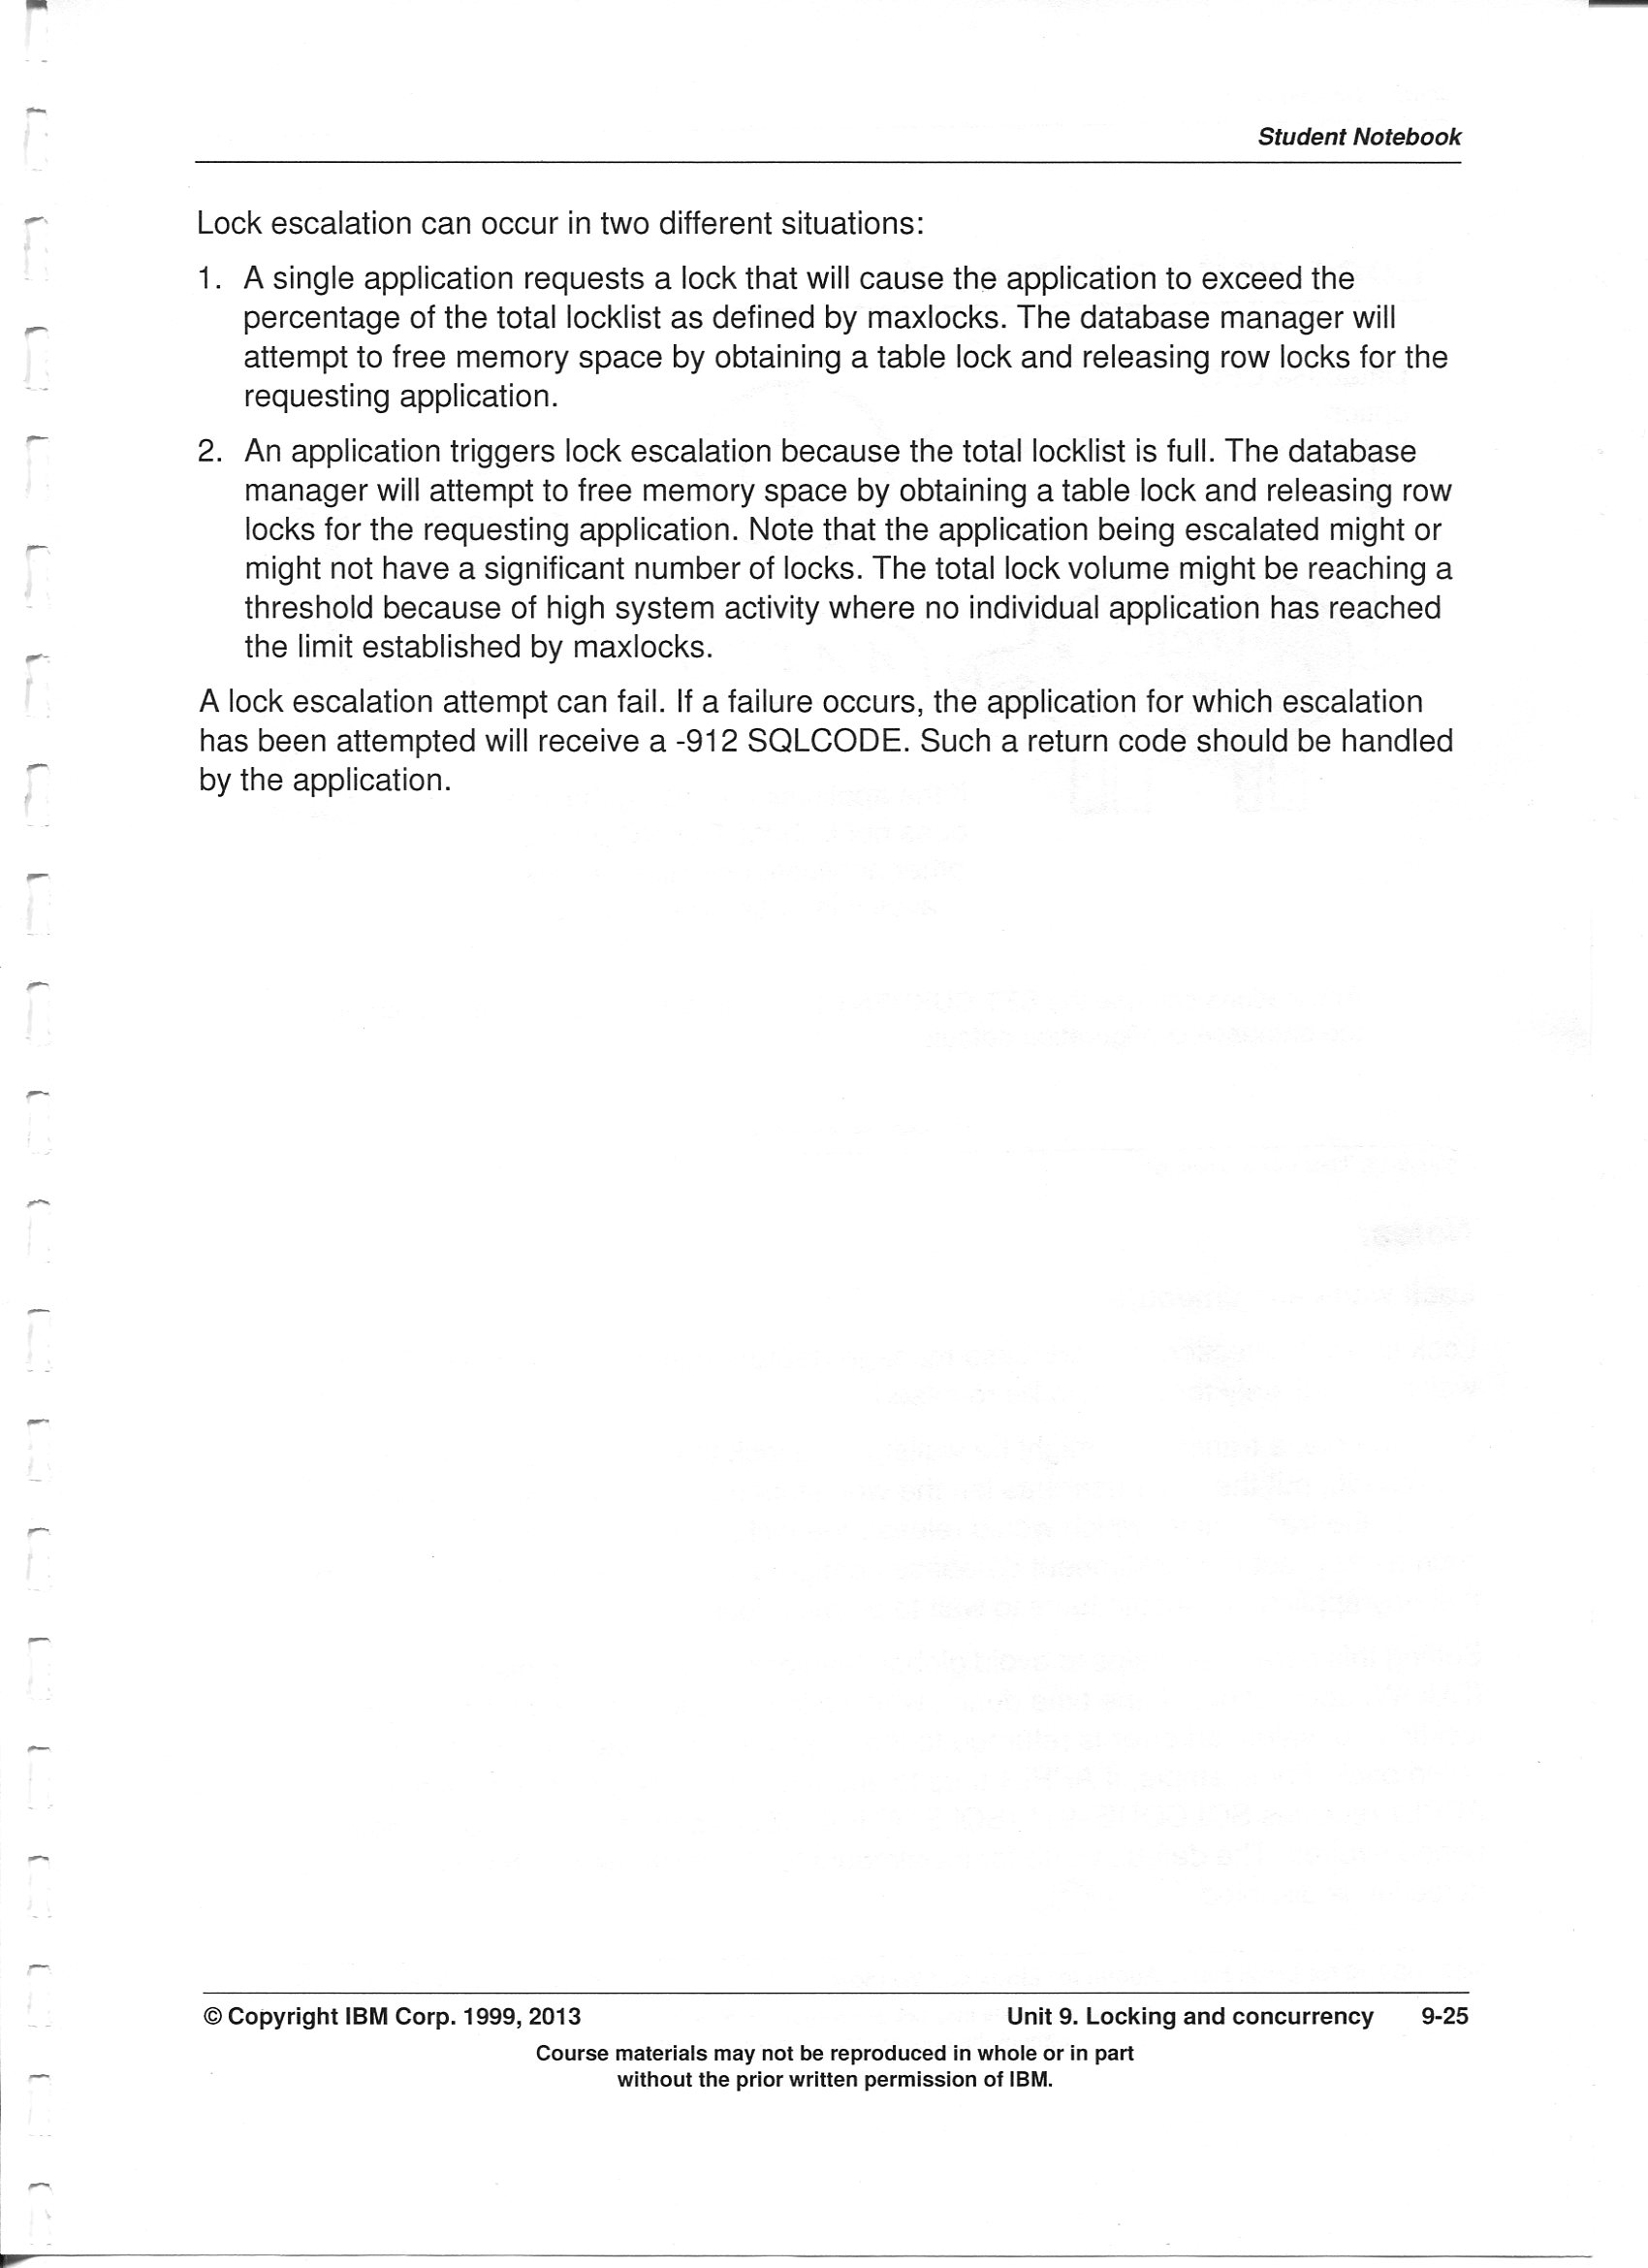 Student Notebook
Lock escalation can occur in two different situations:
1. A single application requests a lock that will cause the application to exceed the
percentage of the total locklist as defined by maxlocks. The database manager will
attempt to free memory space by obtaining a table lock and releasing row locks for the
requesting application.
2. An application triggers lock escalation because the total locklist is full. The database
manager will attempt to free memory space by obtaining a table lock and releasing row
locks for the requesting application. Note that the application being escalated might or
might not have a significant number of locks. The total lock volume might be reaching a
threshold because of high system activity where no individual application has reached
the limit established by maxlocks.
A lock escalation attempt can fail. If a failure occurs, the application for which escalation
has been attempted will receive a -912 SQLCODE. Such a return code should be handled
by the application.
© Copyright IBM Corp. 1999, 2013 Unit 9. Locking and concurrency 9-25
Course materials may not be reproduced in whole or in part
without the prior written permission of IBM.